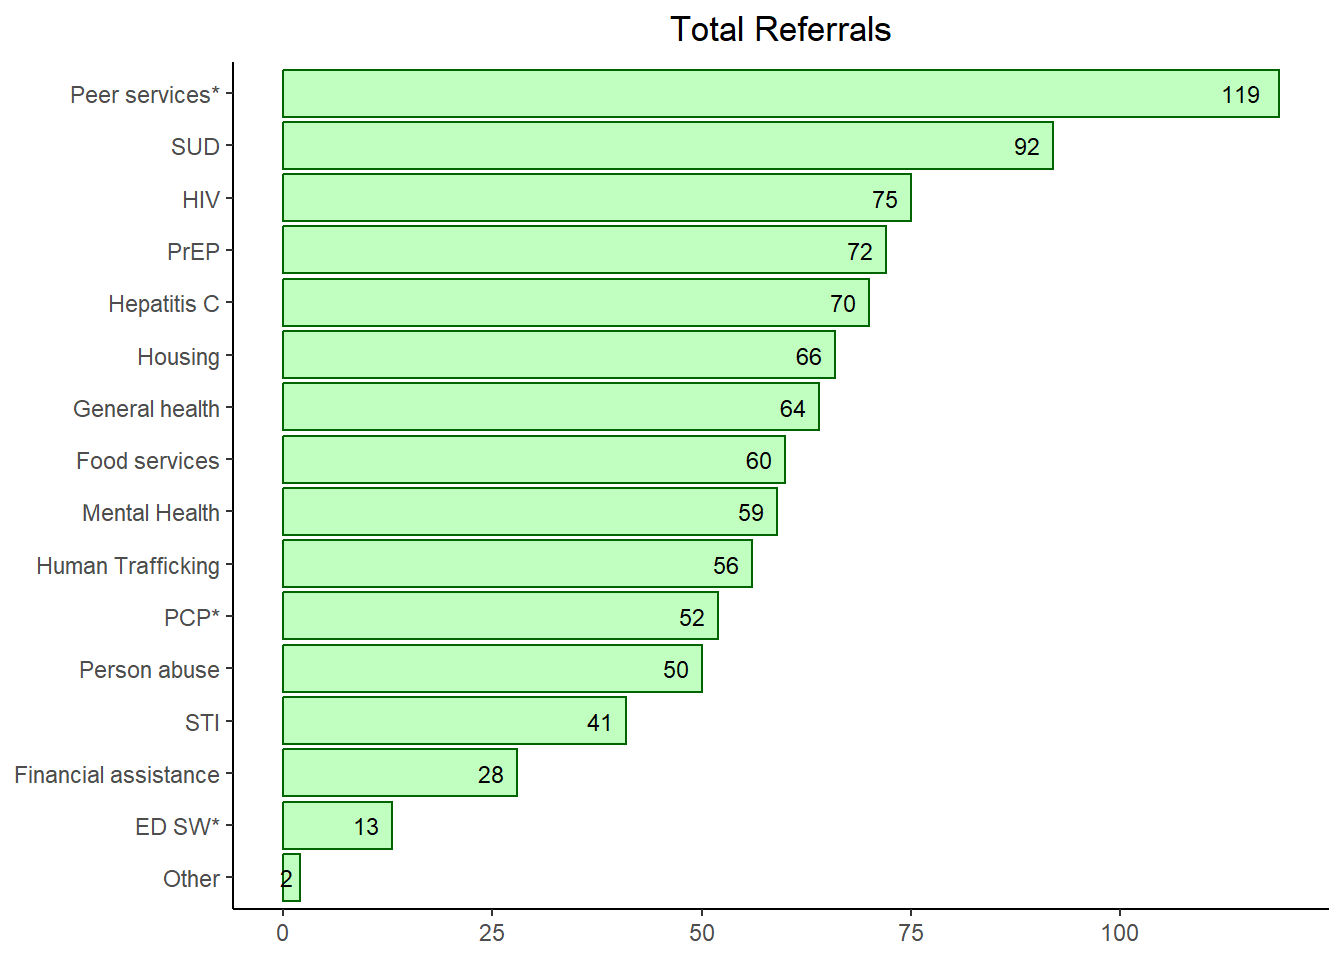 Total Referrals
Peer services* 119
SUD 92
HIV 75
PrEP 72
Hepatitis C 70
Housing 66
General health 64
Food services 60
Mental Health 59
Human Trafficking 56
PCP* 52
Person abuse 50
STI 41
Financial assistance 28
ED SW* 13
Other 2
0 25 50 75 100